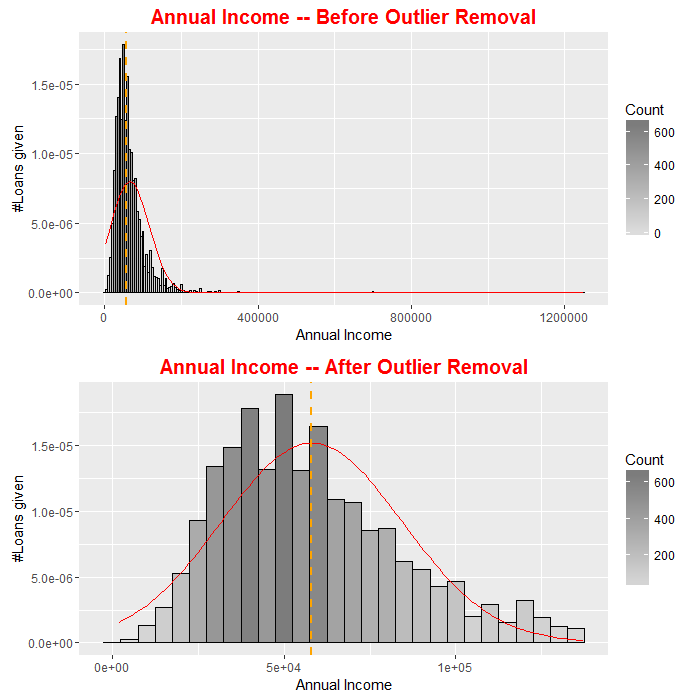 Annual Income -- Before Outlier Removal
#Loans given
1.5e-05
1.0e-05
5.0e-06
0.0e+00
0 400000 800000 1200000
Annual Income
Count
600
400
200
0
Annual Income -- After Outlier Removal
#Loans given
1.5e-05
1.0e-05
5.0e-06
0.0e+00
0e+00 5e+04 1e+05
Annual Income
Count
600
400
200